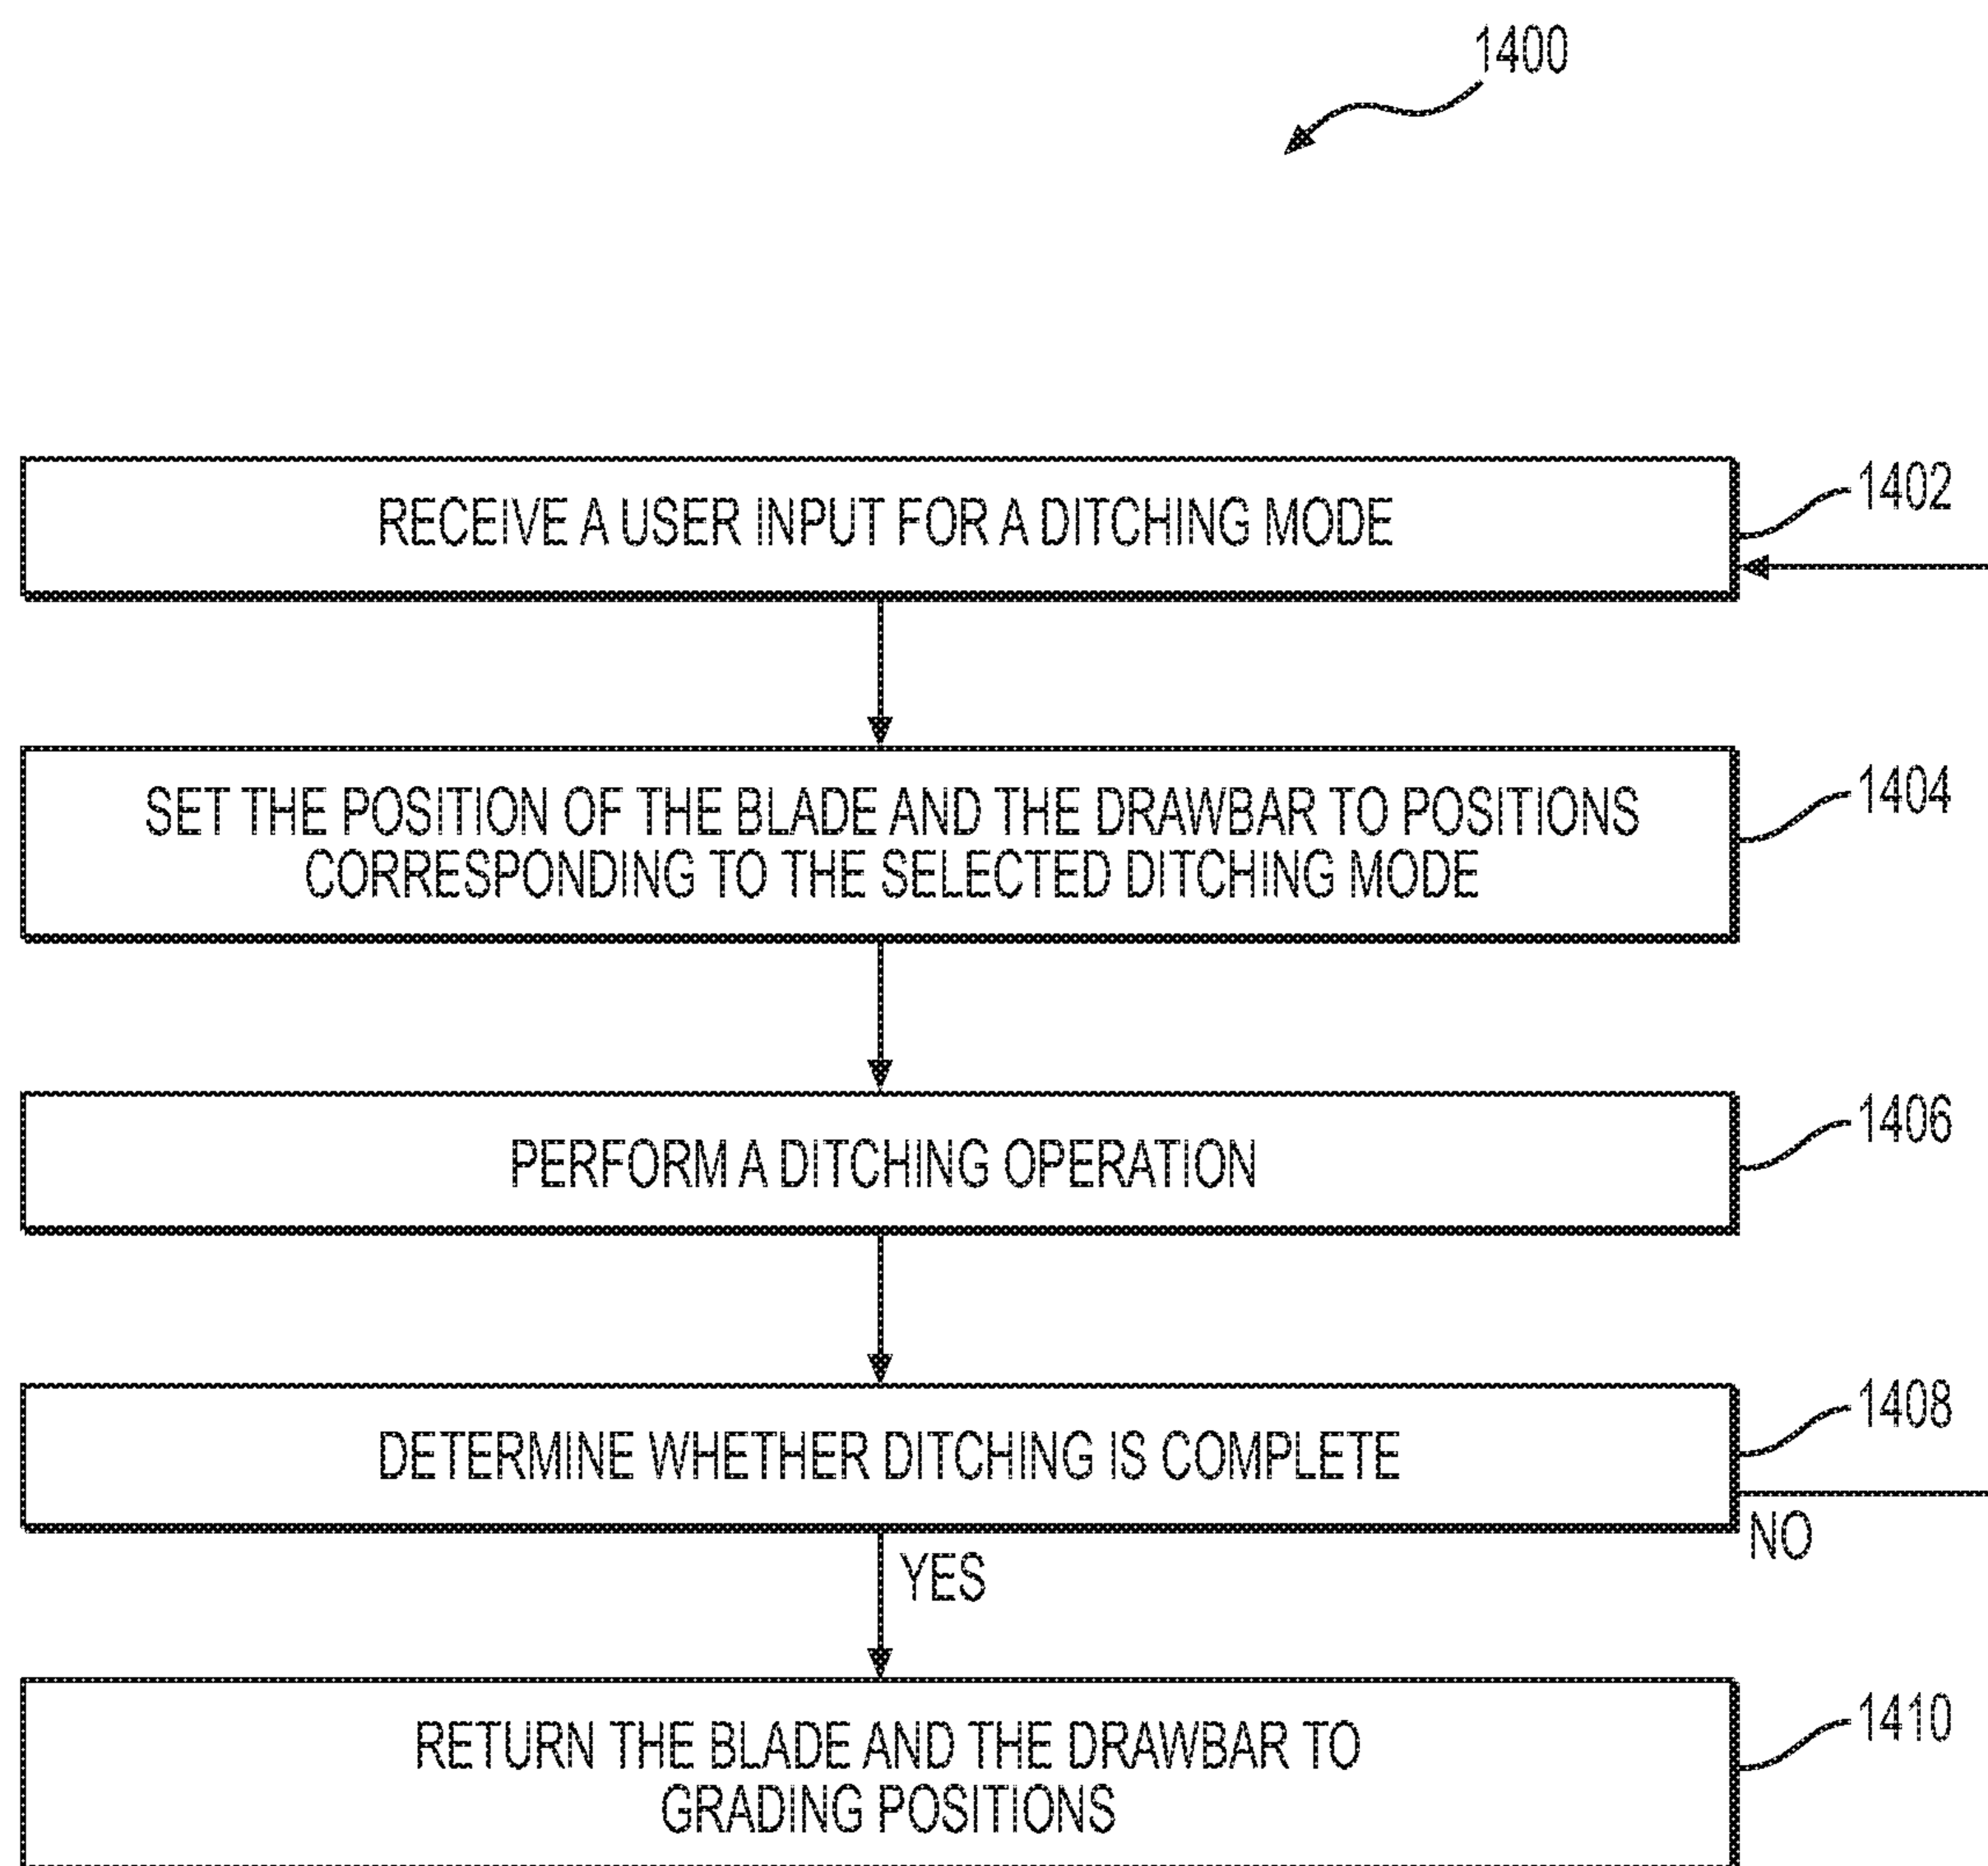 1400
RECEIVE A USER INPUT FOR A DITCHING MODE
1402
SET THE POSITION OF THE BLADE AND THE DRAWBAR TO POSITIONS
CORRESPONDING TO THE SELECTED DITCHING MODE
1404
PERFORM A DITCHING OPERATION
1406
DETERMINE WHETHER DITCHING IS COMPLETE
1408
NO
YES
RETURN THE BLADE AND THE DRAWBAR TO
GRADING POSITIONS
1410